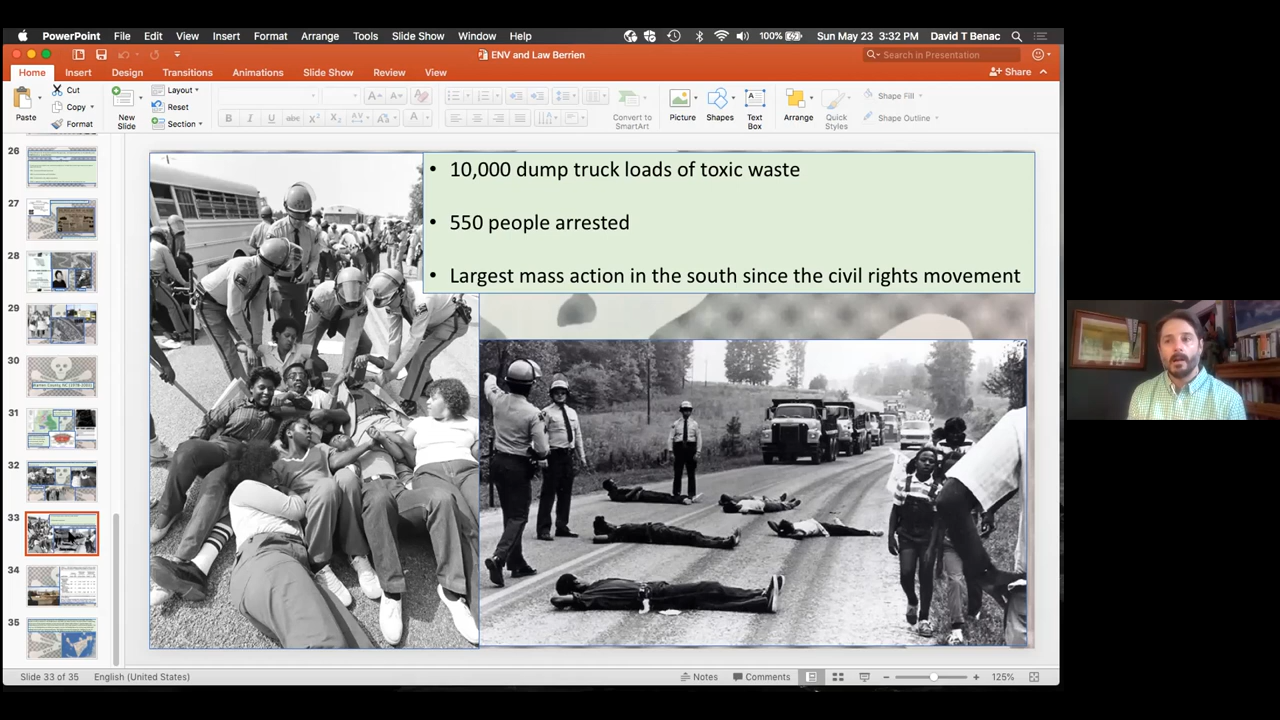 PowerPoint File Edit View Insert Format Arrange Tools Slide Show Window Help 100% Sun May 23 3:32 PM David T Benac
ENV and Law Berrien Search in Presentation
Home Insert Design Transitions Animations Slide Show Review View Share
Paste
Cut
Copy
Format
New Slide
Layout
Reset
Section
B I U abc X² X₂ AV Aa A
Convert to SmartArt
Picture
Shapes
Text Box
Arrange
Quick Styles
Shape Fill
Shape Outline
26
27
28
29
30
31
32
33
34
35
• 10,000 dump truck loads of toxic waste
• 550 people arrested
• Largest mass action in the south since the civil rights movement
Slide 33 of 35 English (United States) Notes Comments 125%